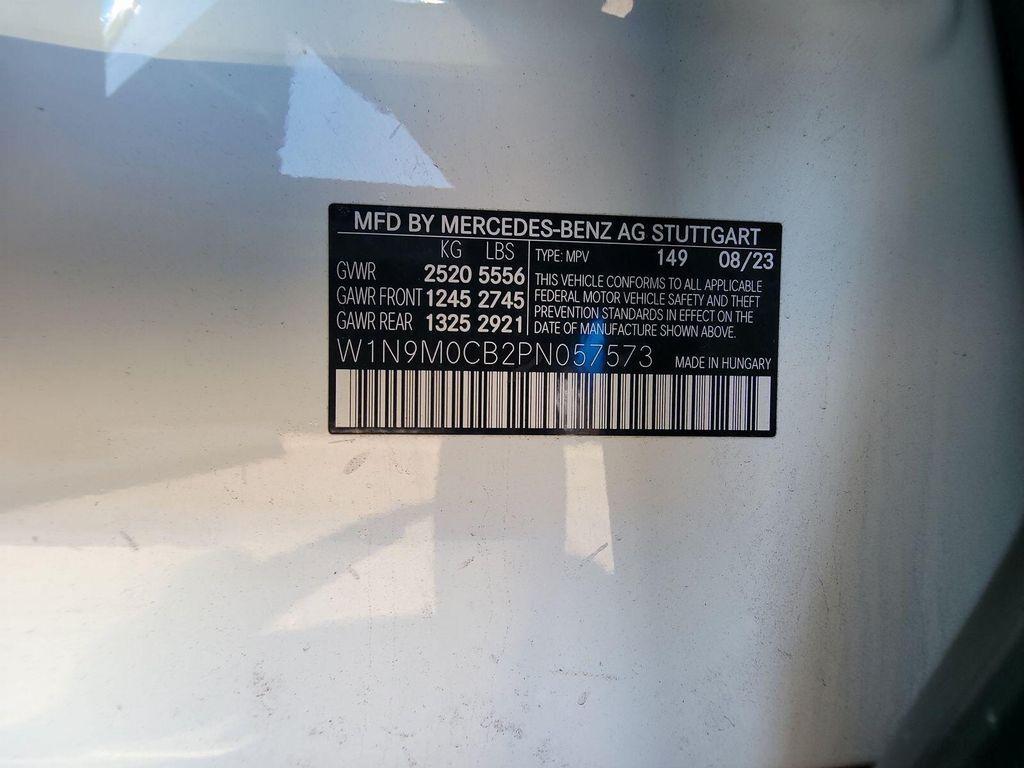 MFD BY MERCEDES-BENZ AG STUTTGART
KG LBS
GVWR 2520 5556
GAWR FRONT 1245 2745
GAWR REAR 1325 2921
TYPE: MPV 149 08/23
THIS VEHICLE CONFORMS TO ALL APPLICABLE
FEDERAL MOTOR VEHICLE SAFETY AND THEFT
PREVENTION STANDARDS IN EFFECT ON THE
DATE OF MANUFACTURE SHOWN ABOVE.
W1N9M0CB2PN057573 MADE IN HUNGARY